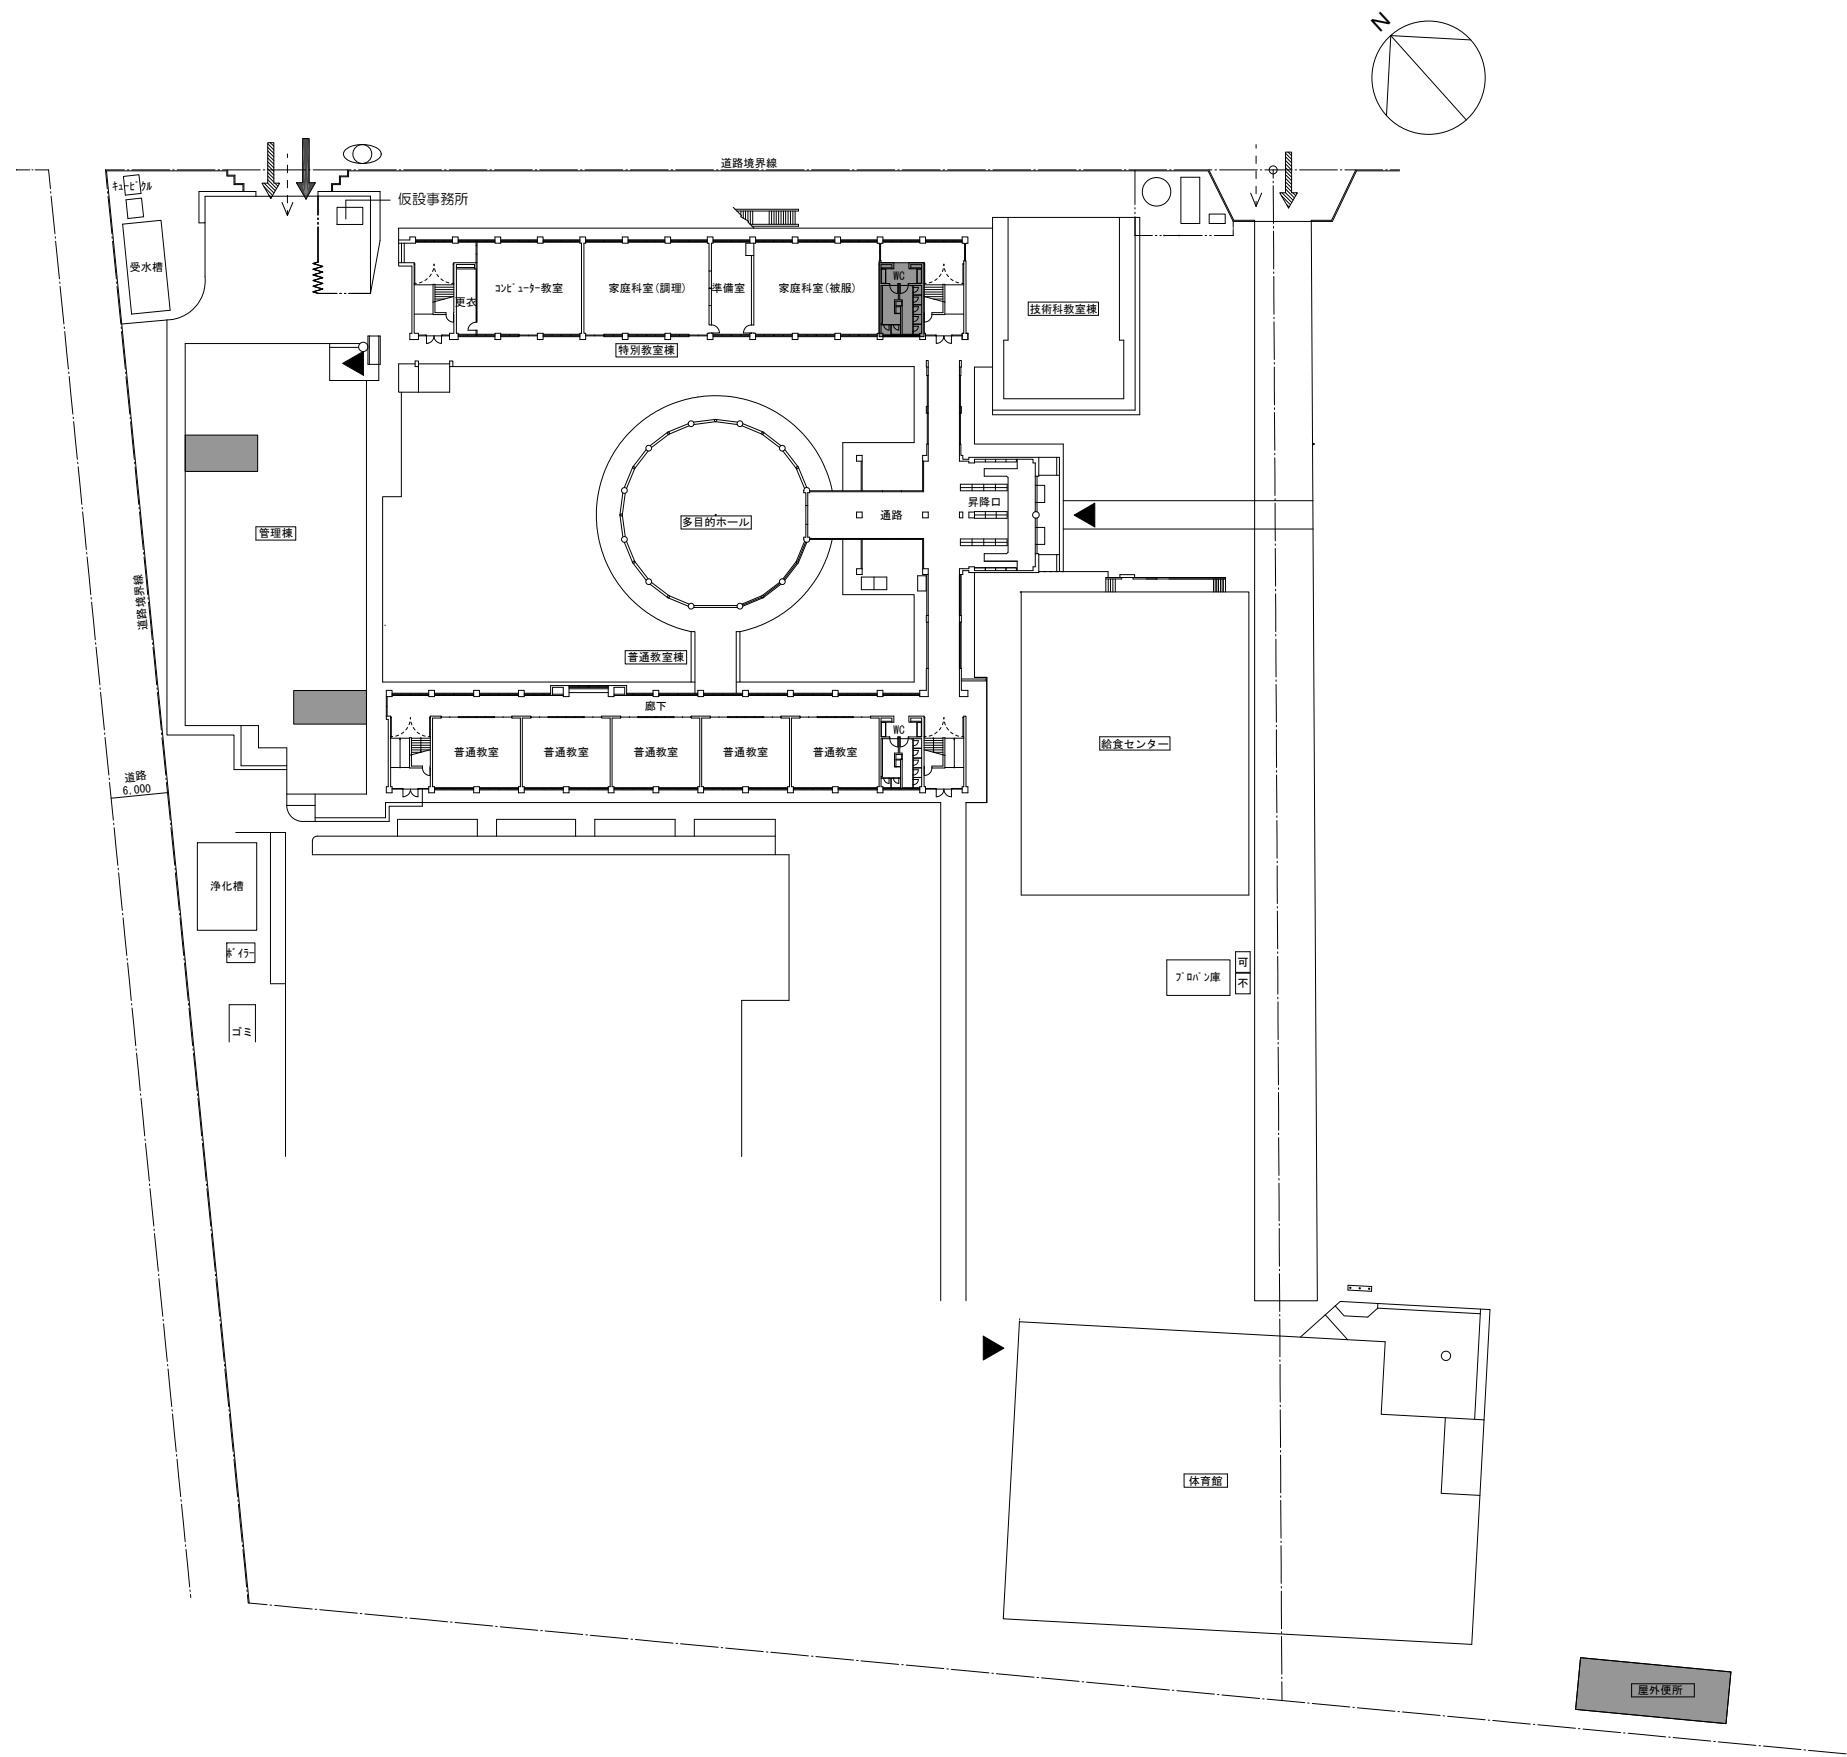 N
道路境界線
キュービクル
仮設事務所
受水槽
更衣
コンピューター教室
家庭科室(調理)
準備室
家庭科室(被服)
WC
技術科教室棟
特別教室棟
昇降口
通路
多目的ホール
管理棟
道路境界線
普通教室棟
廊下
WC
普通教室
普通教室
普通教室
普通教室
普通教室
給食センター
道路
6,000
浄化槽
ボイラー
プロパン庫
可
不
ゴミ
体育館
屋外便所